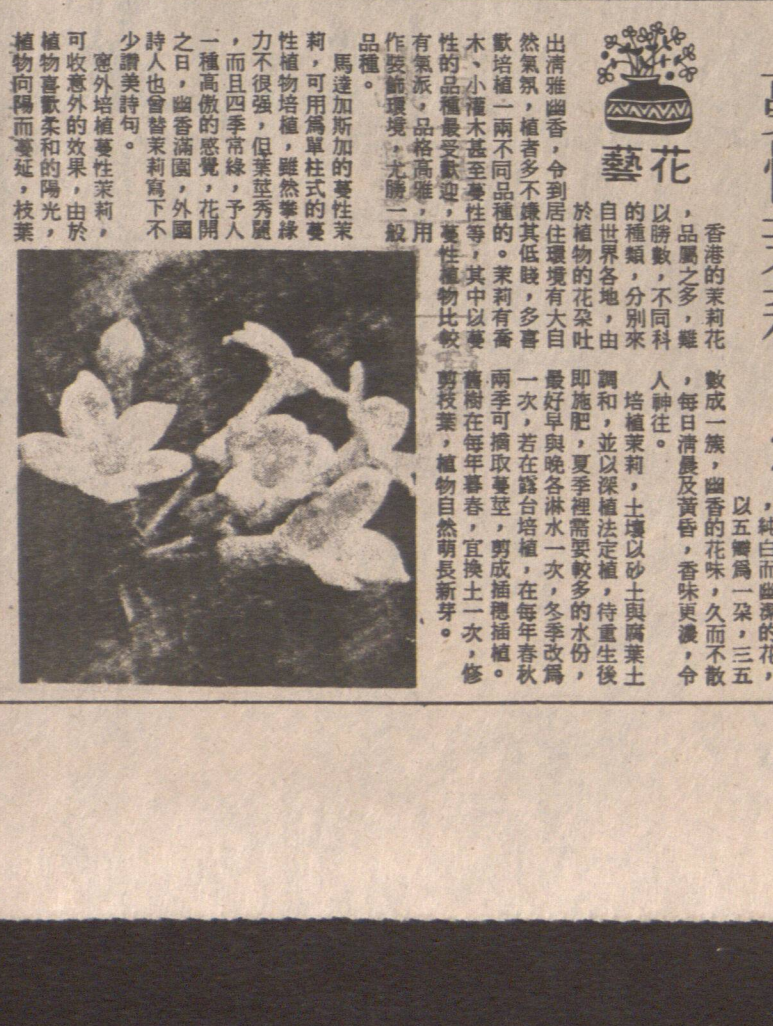 花藝
香港的茉莉花
，品屬之多，難
以勝數，不同科
的種類，分別來
自世界各地，由
於植物的花朶吐
出清雅幽香，令到居住環境有大自
然氣氛，植者多不嫌其低賤，多喜
歡培植一兩不同品種的。茉莉有喬
木、小灌木甚至蔓性等，其中以蔓
性的品種最受歡迎，蔓性植物比較
有氣派，品格高雅，用
作裝飾環境，尤勝一般
品種。
馬達加斯加的蔓性茉
莉，可用爲單柱式的蔓
性植物培植，雖然攀緣
力不很强，但葉莖秀麗
，而且四季常綠，予人
一種高傲的感覺，花開
之日，幽香滿園，外國
詩人也曾替茉莉寫下不
少讚美詩句。
窻外培植蔓性茉莉，
可收意外的效果，由於
植物喜歡柔和的陽光，
植物向陽而蔓延，枝葉
，純白而幽潔的花，
以五瓣爲一朶，三五
數成一簇，幽香的花味，久而不散
，每日清晨及黃昏，香味更濃，令
人神往。
培植茉莉，土壤以砂土與腐葉土
調和，並以深植法定植，待重生後
即施肥，夏季裡需要較多的水份，
最好早與晚各淋水一次，冬季改爲
一次，若在露台培植，在每年春秋
兩季可摘取蔓莖，剪成插穗插植。
舊樹在每年暮春，宜換土一次，修
剪枝葉，植物自然萌長新芽。